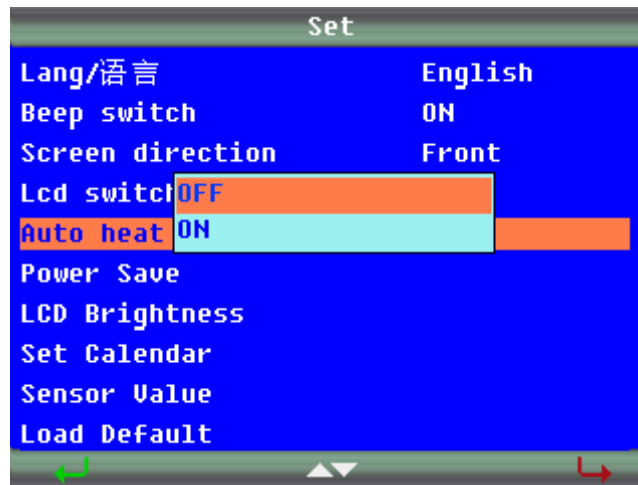 Set
Lang/语言 English
Beep switch ON
Screen direction Front
Lcd switch OFF
Auto heat ON
Power Save
LCD Brightness
Set Calendar
Sensor Value
Load Default